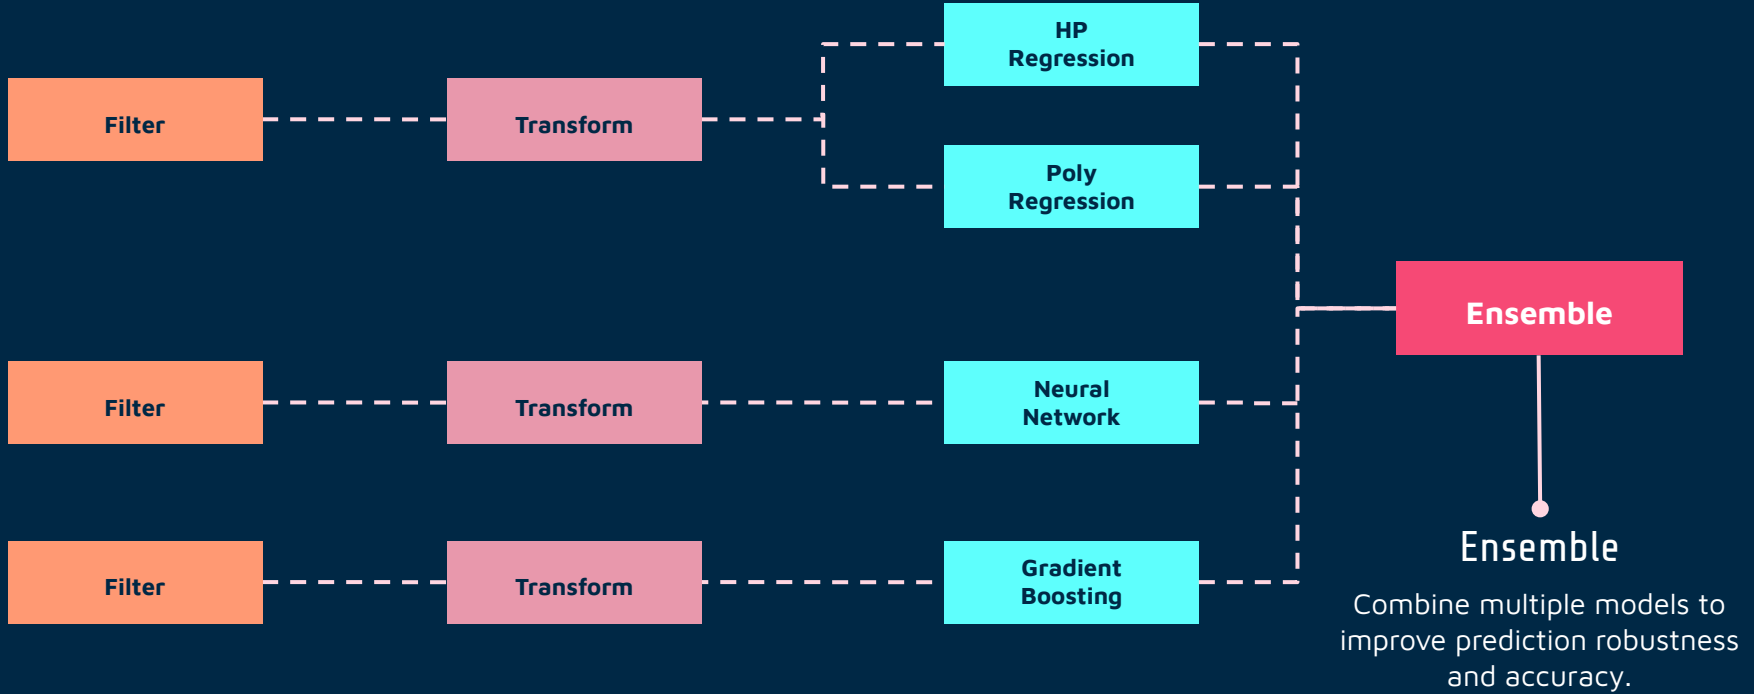 Filter
Transform
HP
Regression
Poly
Regression
Filter
Transform
Neural
Network
Filter
Transform
Gradient
Boosting
Ensemble
Ensemble
Combine multiple models to
improve prediction robustness
and accuracy.